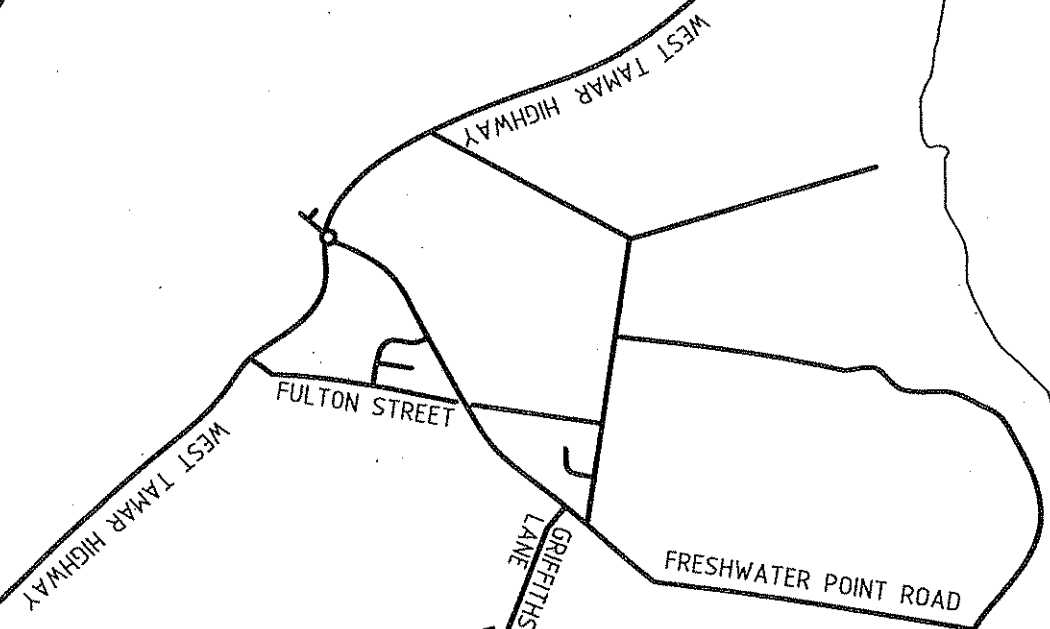 WEST TAMAR HIGHWAY
FULTON STREET
WEST TAMAR HIGHWAY
GRIFFITHS
LANE
FRESHWATER POINT ROAD